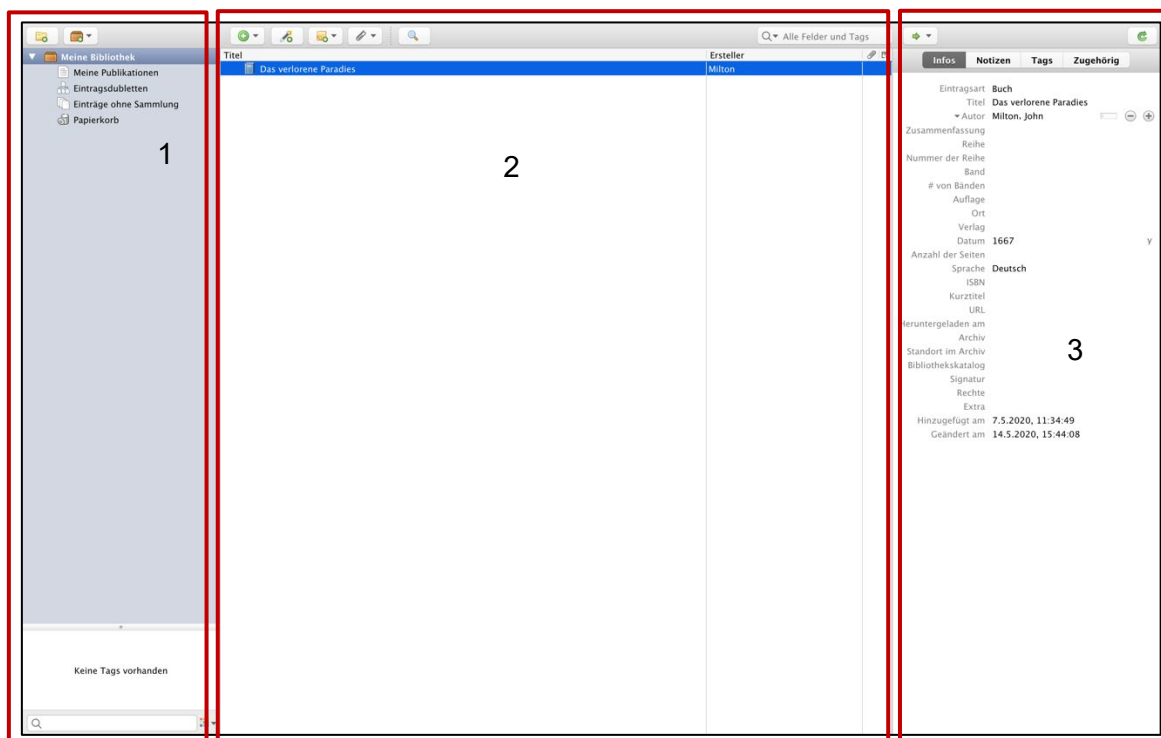 Meine Bibliothek
Meine Publikationen
Eintragsdubletten
Einträge ohne Sammlung
Papierkorb
1
Keine Tags vorhanden
Alle Felder und Tags
Titel Ersteller
Das verlorene Paradies Milton
2
Infos Notizen Tags Zugehörig
Eintragsart Buch
Titel Das verlorene Paradies
Autor Milton, John
Zusammenfassung
Reihe
Nummer der Reihe
Band
# von Bänden
Auflage
Ort
Verlag
Datum 1667 y
Anzahl der Seiten
Sprache Deutsch
ISBN
Kurztitel
URL
Heruntergeladen am
Archiv
Standort im Archiv
Bibliothekskatalog
Signatur
Rechte
Extra
Hinzugefügt am 7.5.2020, 11:34:49
Geändert am 14.5.2020, 15:44:08
3